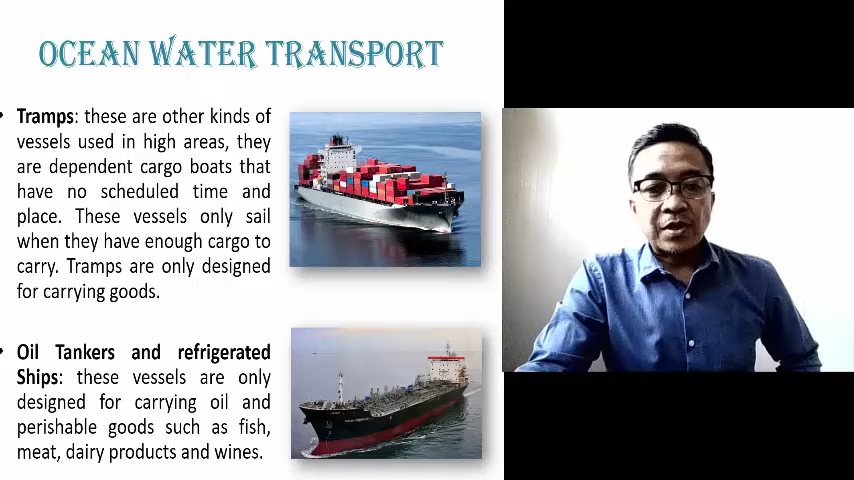 OCEAN WATER TRANSPORT
• Tramps: these are other kinds of
vessels used in high areas, they
are dependent cargo boats that
have no scheduled time and
place. These vessels only sail
when they have enough cargo to
carry. Tramps are only designed
for carrying goods.
• Oil Tankers and refrigerated
Ships: these vessels are only
designed for carrying oil and
perishable goods such as fish,
meat, dairy products and wines.